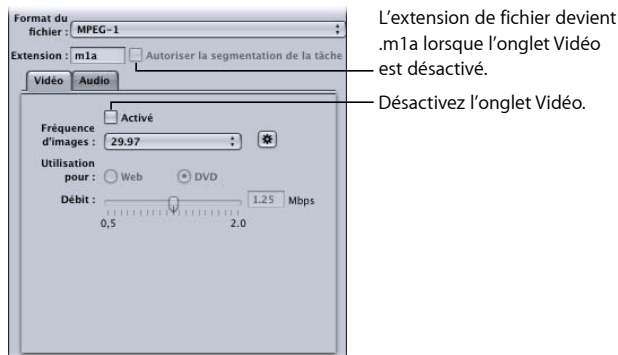 Format du
fichier : MPEG-1
Extension : m1a Autoriser la segmentation de la tâche
Vidéo Audio
Activé
Fréquence
d'images : 29.97
Utilisation
pour : Web DVD
Débit : 1.25 Mbps
0,5 2.0
L'extension de fichier devient
.m1a lorsque l'onglet Vidéo
est désactivé.
Désactivez l'onglet Vidéo.